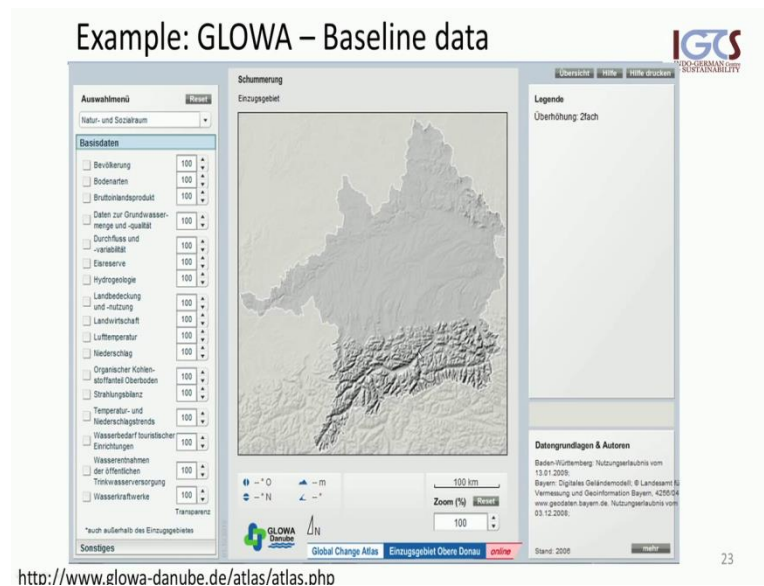 Example: GLOWA – Baseline data
IGCS
INDO-GERMAN Centre
SUSTAINABILITY
Übersicht Hilfe Hilfe drucken
Auswahlmenü Reset
Natur- und Sozialraum
Basisdaten
Bevölkerung 100
Bodenarten 100
Bruttoinlandsprodukt 100
Daten zur Grundwasser-
menge und -qualität 100
Durchfluss und
-variabilität 100
Eisreserve 100
Hydrogeologie 100
Landbedeckung
und -nutzung 100
Landwirtschaft 100
Lufttemperatur 100
Niederschlag 100
Organischer Kohlen-
stoffanteil Oberboden 100
Strahlungsbilanz 100
Temperatur- und
Niederschlagstrends 100
Wasserbedarf touristischer
Einrichtungen 100
Wasserentnahmen
der öffentlichen
Trinkwasserversorgung 100
Wasserkraftwerke 100
Transparenz
*auch außerhalb des Einzugsgebietes
Sonstiges
Schummerung
Einzugsgebiet
–° O – m
–° N –°
100 km
Zoom (%) Reset
100
GLOWA
Danube
N
Global Change Atlas Einzugsgebiet Obere Donau online
Legende
Überhöhung: 2fach
Datengrundlagen & Autoren
Baden-Württemberg: Nutzungserlaubnis vom
13.01.2009;
Bayern: Digitales Geländemodell; © Landesamt fü
Vermessung und Geoinformation Bayern, 4266/04
www.geodaten.bayern.de. Nutzungserlaubnis vom
03.12.2008;
Stand: 2006 mehr
23
http://www.glowa-danube.de/atlas/atlas.php